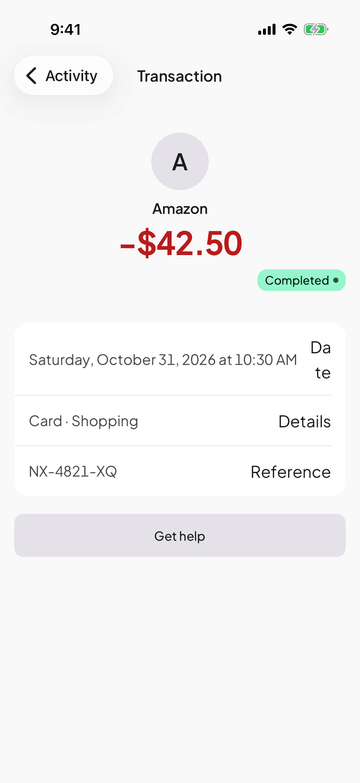 9:41
Activity
Transaction
A
Amazon
-$42.50
Completed
Saturday, October 31, 2026 at 10:30 AM
Da
te
Card · Shopping
Details
NX-4821-XQ
Reference
Get help